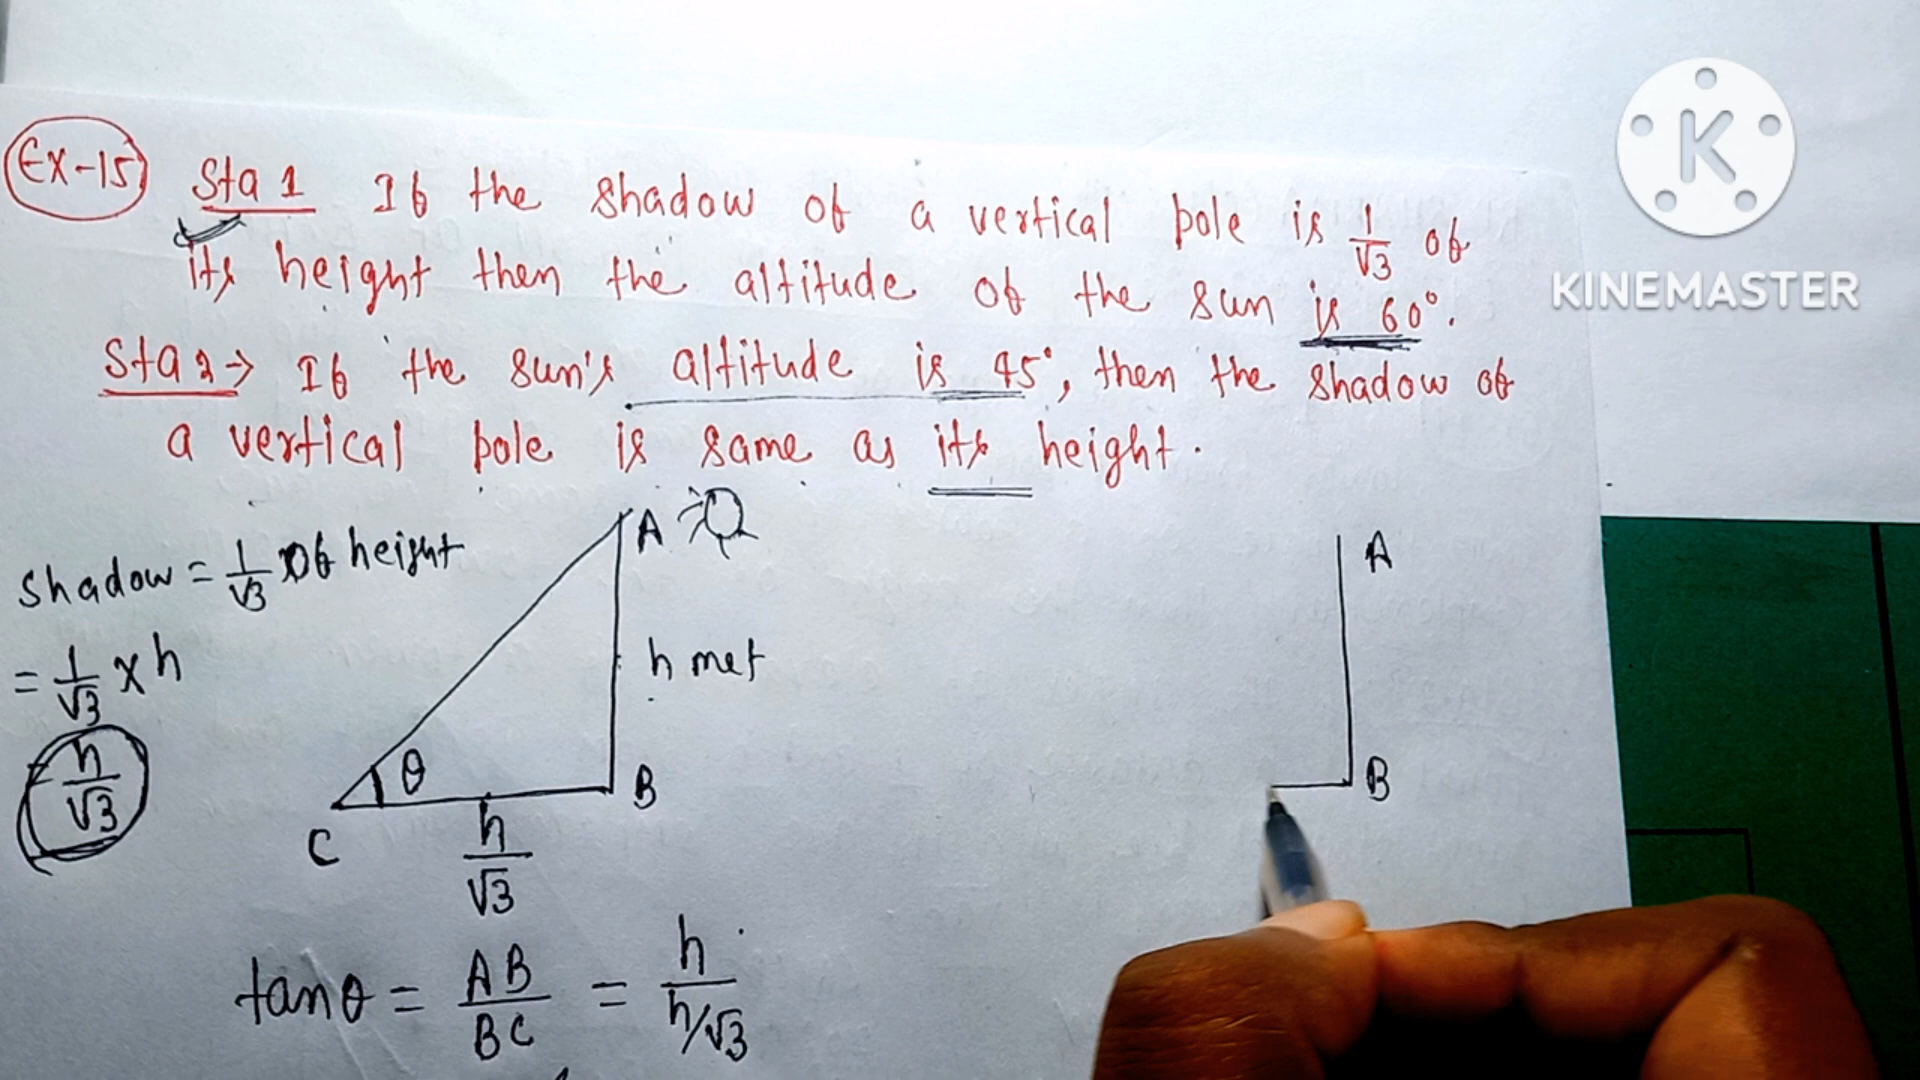 Ex-15 Sta 1 If the shadow of a vertical pole is 1/√3 of
its height then the altitude of the sun is 60°.
Sta 2→ If the sun's altitude is 45°, then the shadow of
a vertical pole is same as its height.
K
KINEMASTER
shadow = 1/√3 of height
= 1/√3 × h
= h/√3
A
h met
θ
B
C
h/√3
tanθ = AB/BC = h/(h/√3)
A
B